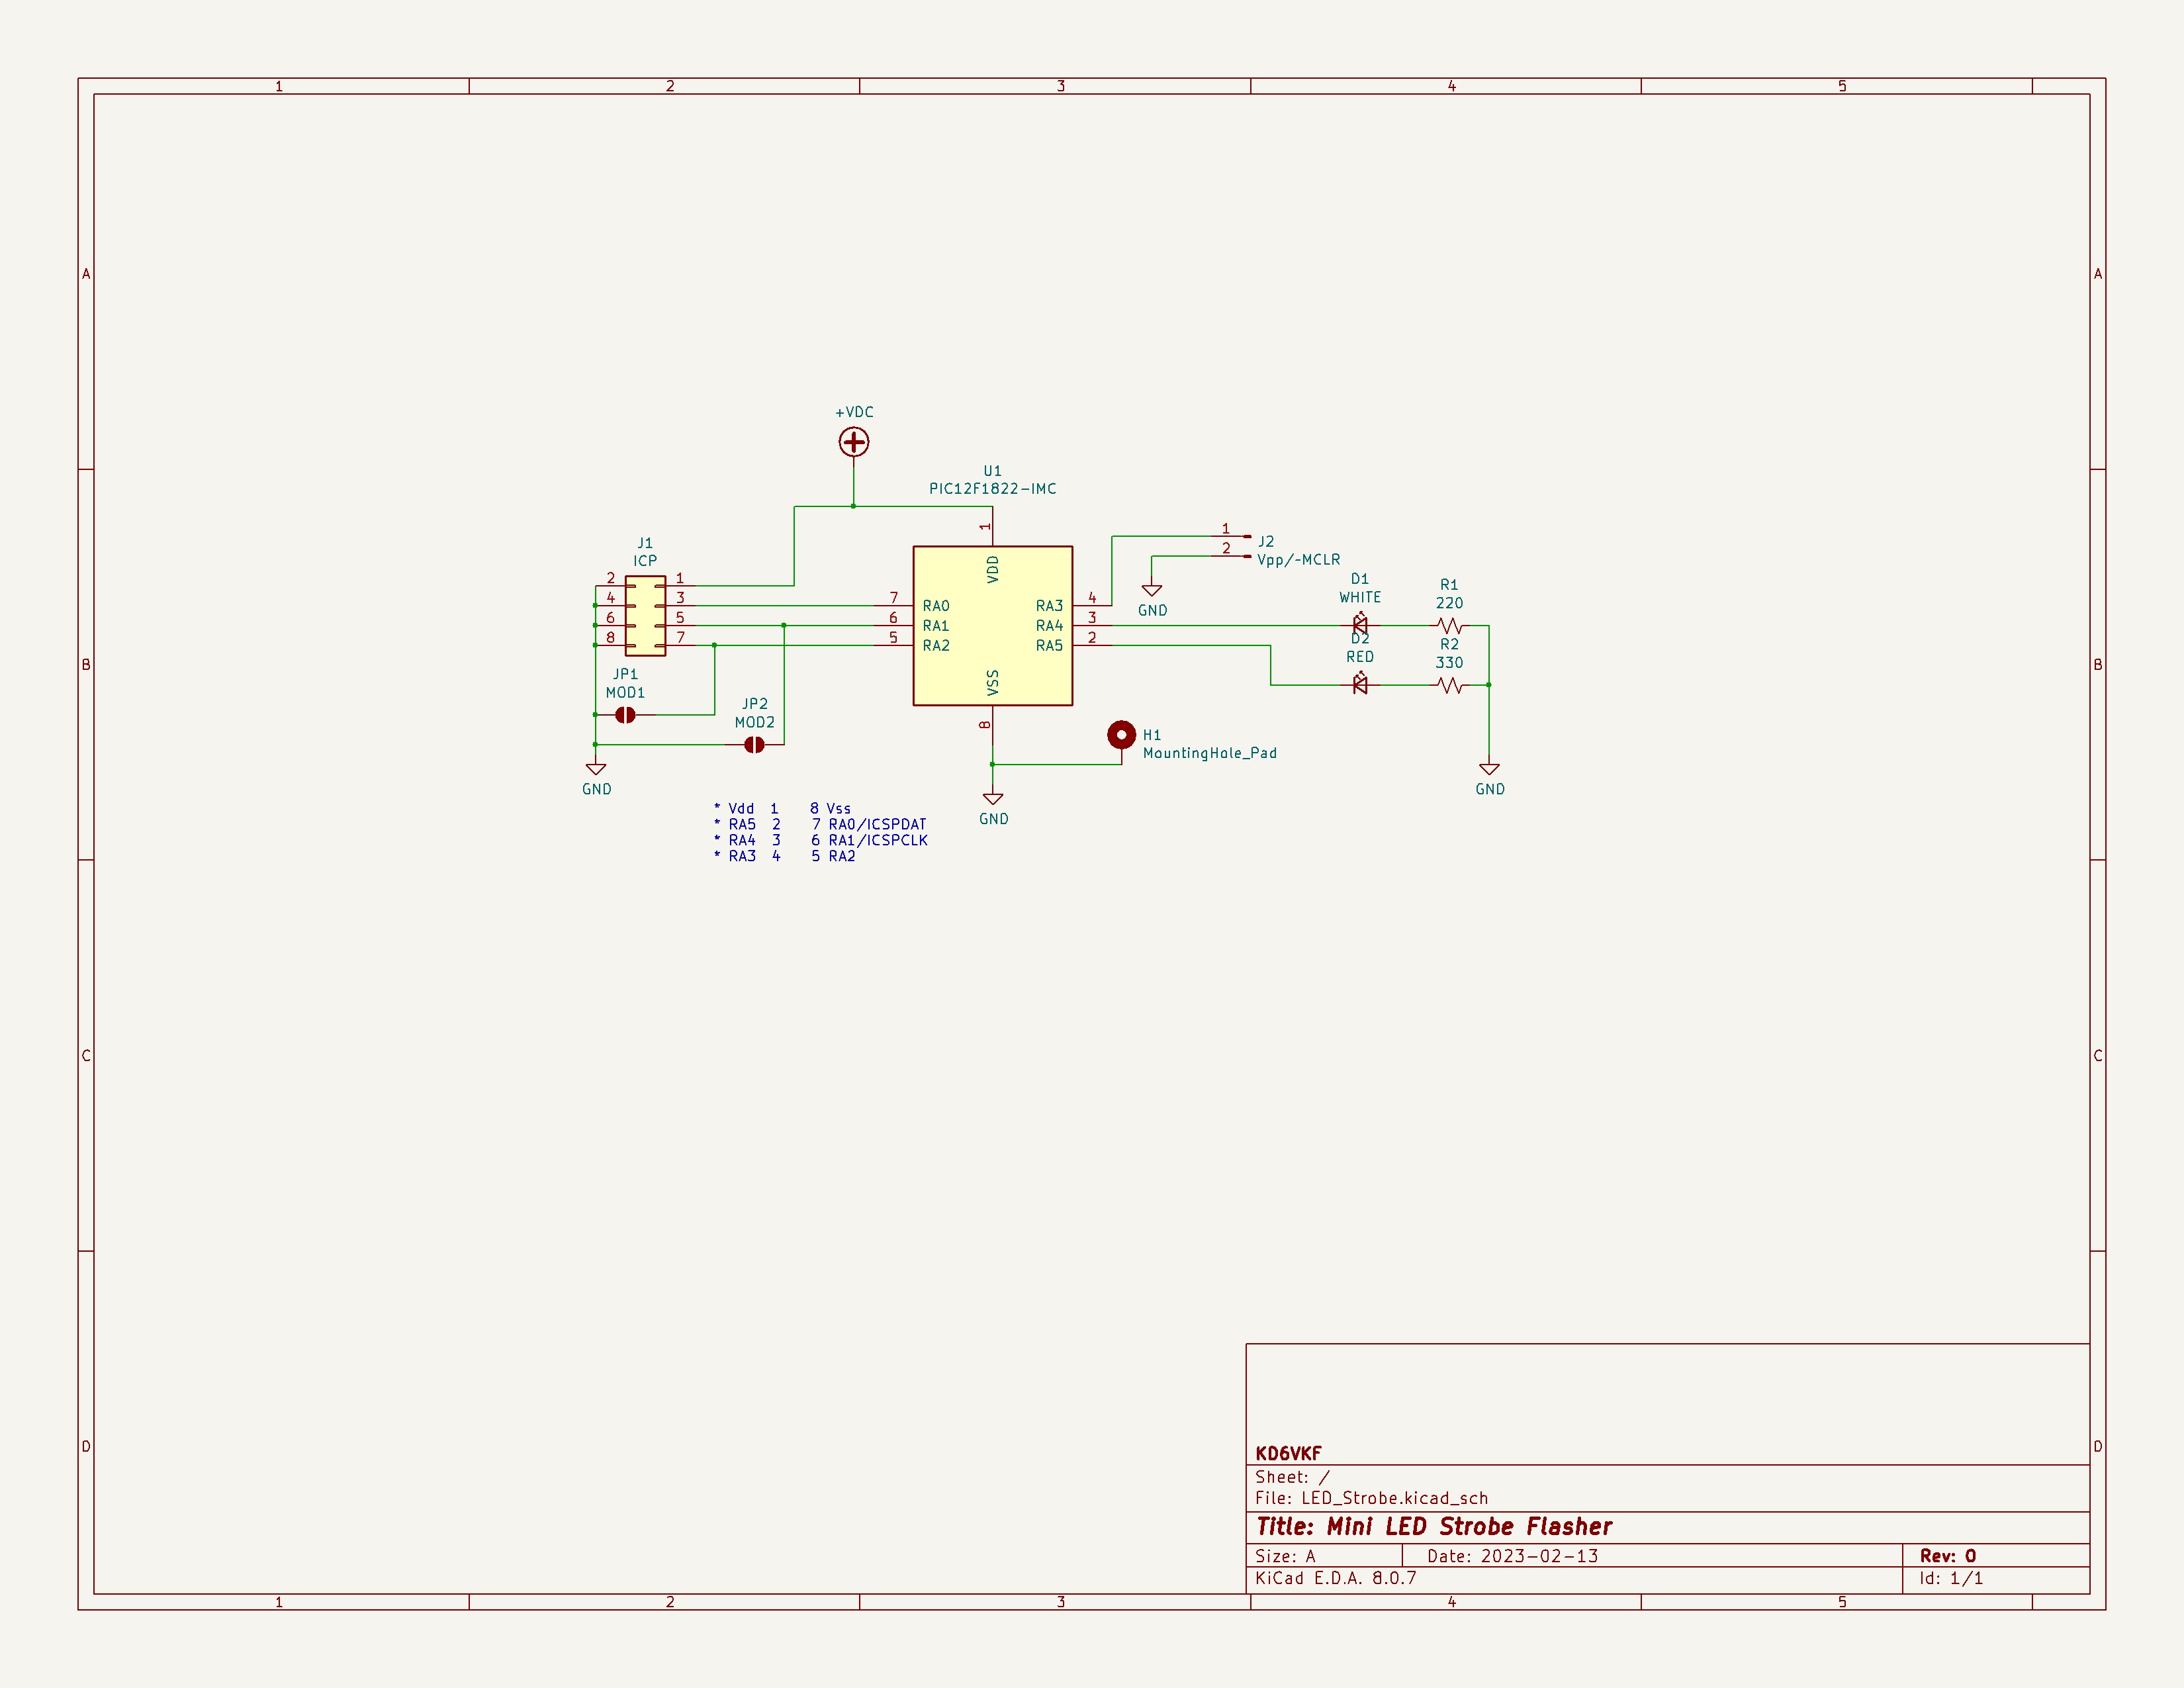 1 2 3 4 5
A A
+VDC
U1
PIC12F1822-IMC
1
VDD
J1
ICP
2 1
4 3
6 5
8 7
7 RA0
6 RA1
5 RA2
RA3 4
RA4 3
RA5 2
VSS
8
1
2
J2
Vpp/~MCLR
GND
D1
WHITE
R1
220
D2
RED
R2
330
B B
JP1
MOD1
JP2
MOD2
H1
MountingHole_Pad
GND
GND
GND
* Vdd 1 8 Vss
* RA5 2 7 RA0/ICSPDAT
* RA4 3 6 RA1/ICSPCLK
* RA3 4 5 RA2
C C
D D
KD6VKF
Sheet: /
File: LED_Strobe.kicad_sch
Title: Mini LED Strobe Flasher
Size: A Date: 2023-02-13 Rev: 0
KiCad E.D.A. 8.0.7 Id: 1/1
1 2 3 4 5